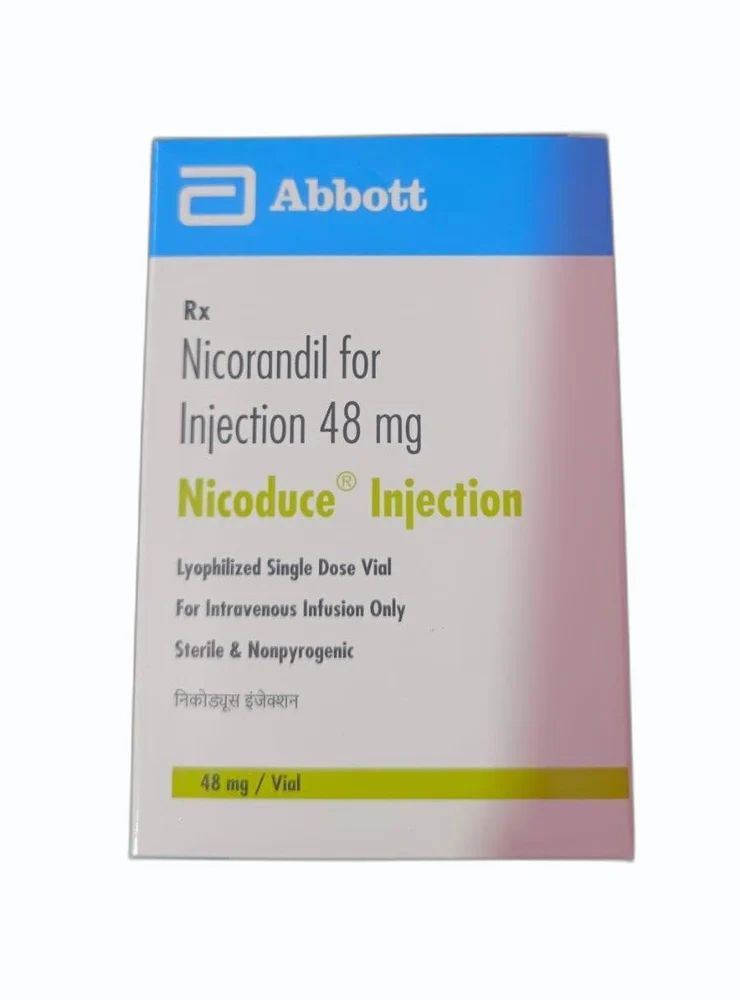 Abbott
Rx
Nicorandil for
Injection 48 mg
Nicoduce® Injection
Lyophilized Single Dose Vial
For Intravenous Infusion Only
Sterile & Nonpyrogenic
निकोड्यूस इंजेक्शन
48 mg / Vial